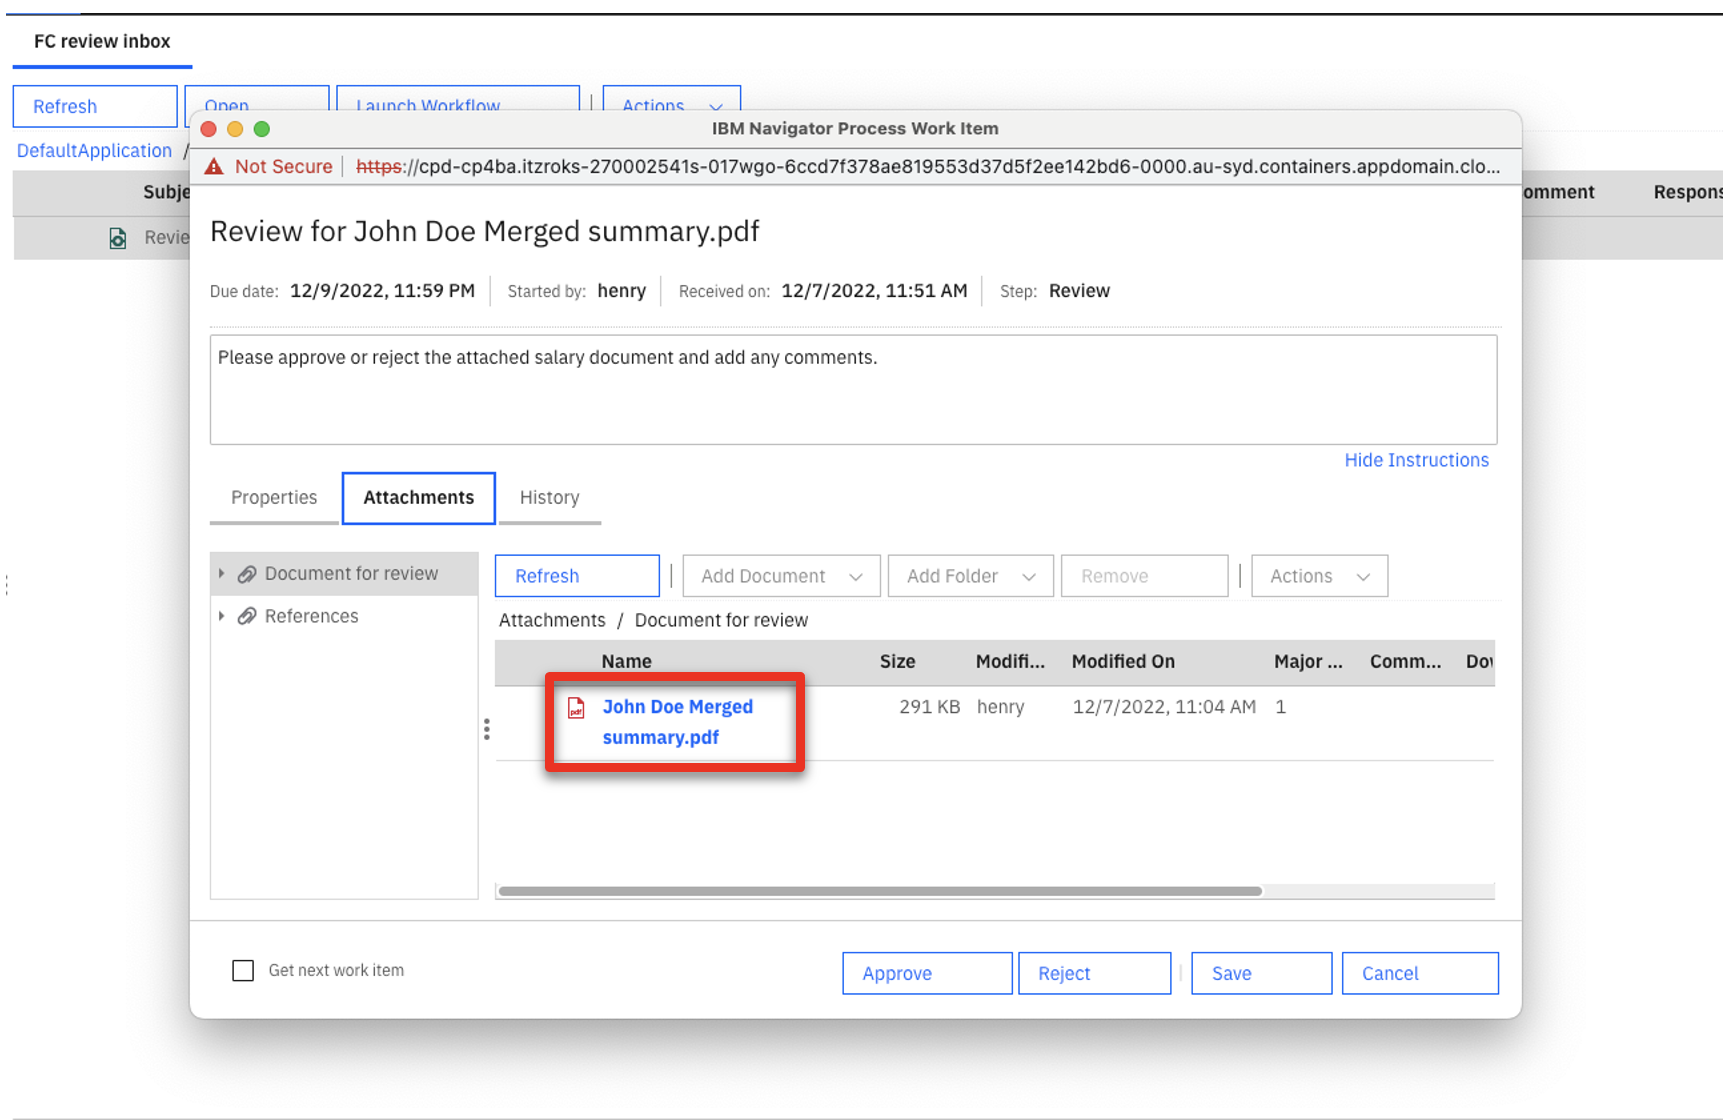 FC review inbox
Refresh
Open
Launch Workflow
Actions
IBM Navigator Process Work Item
DefaultApplication /
Not Secure https://cpd-cp4ba.itzroks-270002541s-017wgo-6ccd7f378ae819553d37d5f2ee142bd6-0000.au-syd.containers.appdomain.clo...
Subje
omment
Respons
Revie
Review for John Doe Merged summary.pdf
Due date: 12/9/2022, 11:59 PM
Started by: henry
Received on: 12/7/2022, 11:51 AM
Step: Review
Please approve or reject the attached salary document and add any comments.
Hide Instructions
Properties
Attachments
History
Document for review
References
Refresh
Add Document
Add Folder
Remove
Actions
Attachments / Document for review
Name
Size
Modifi...
Modified On
Major ...
Comm...
Dow
pdf
John Doe Merged
summary.pdf
291 KB
henry
12/7/2022, 11:04 AM
1
Get next work item
Approve
Reject
Save
Cancel